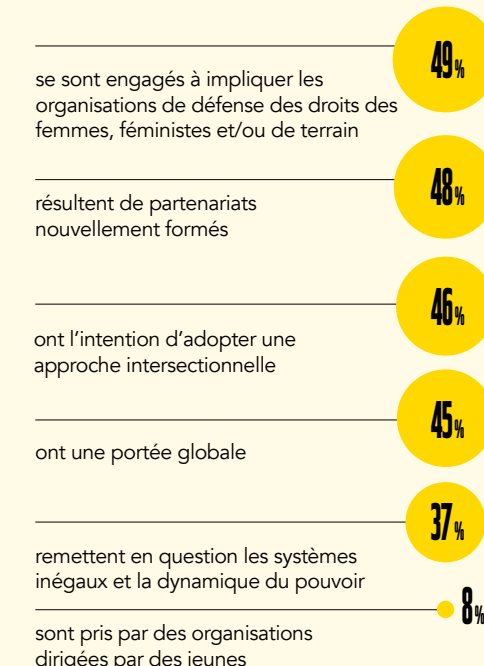 49%
se sont engagés à impliquer les
organisations de défense des droits des
femmes, féministes et/ou de terrain
48%
résultent de partenariats
nouvellement formés
46%
ont l’intention d’adopter une
approche intersectionnelle
45%
ont une portée globale
37%
remettent en question les systèmes
inégaux et la dynamique du pouvoir
8%
sont pris par des organisations
dirigées par des jeunes